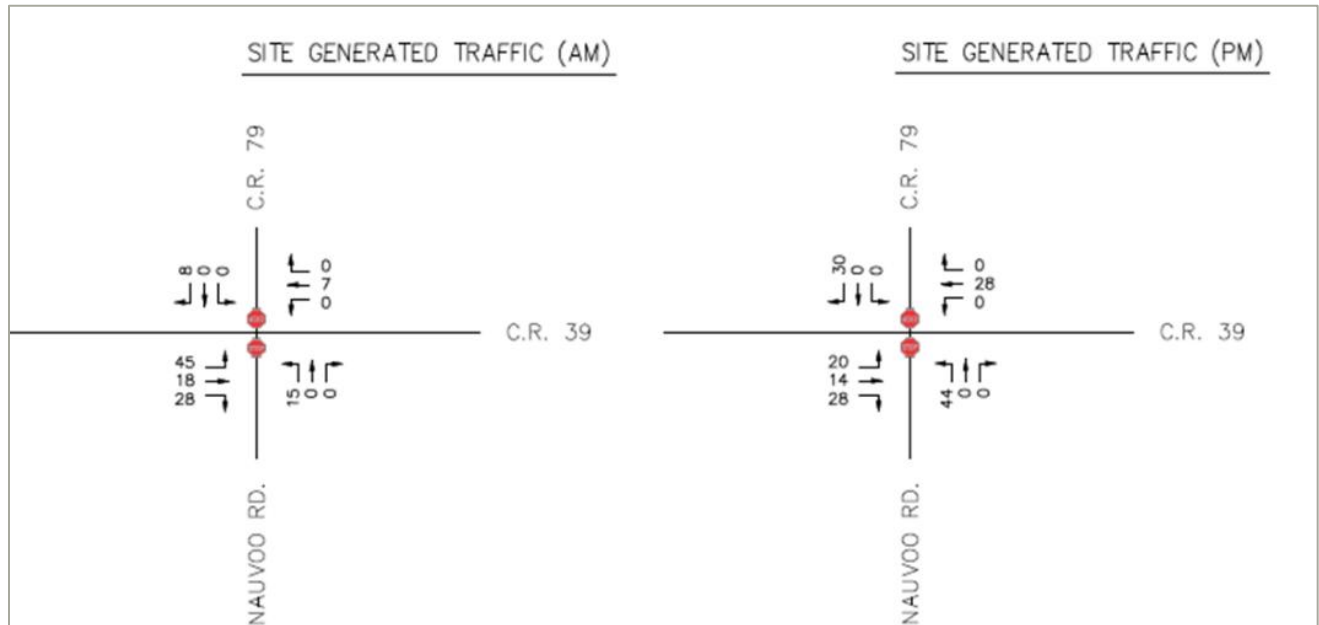 SITE GENERATED TRAFFIC (AM)
C.R. 79
8 0 0
0
7
0
C.R. 39
45
18
28
15 0 0
NAUVOO RD.
SITE GENERATED TRAFFIC (PM)
C.R. 79
30 0 0
0
28
0
C.R. 39
20
14
28
44 0 0
NAUVOO RD.